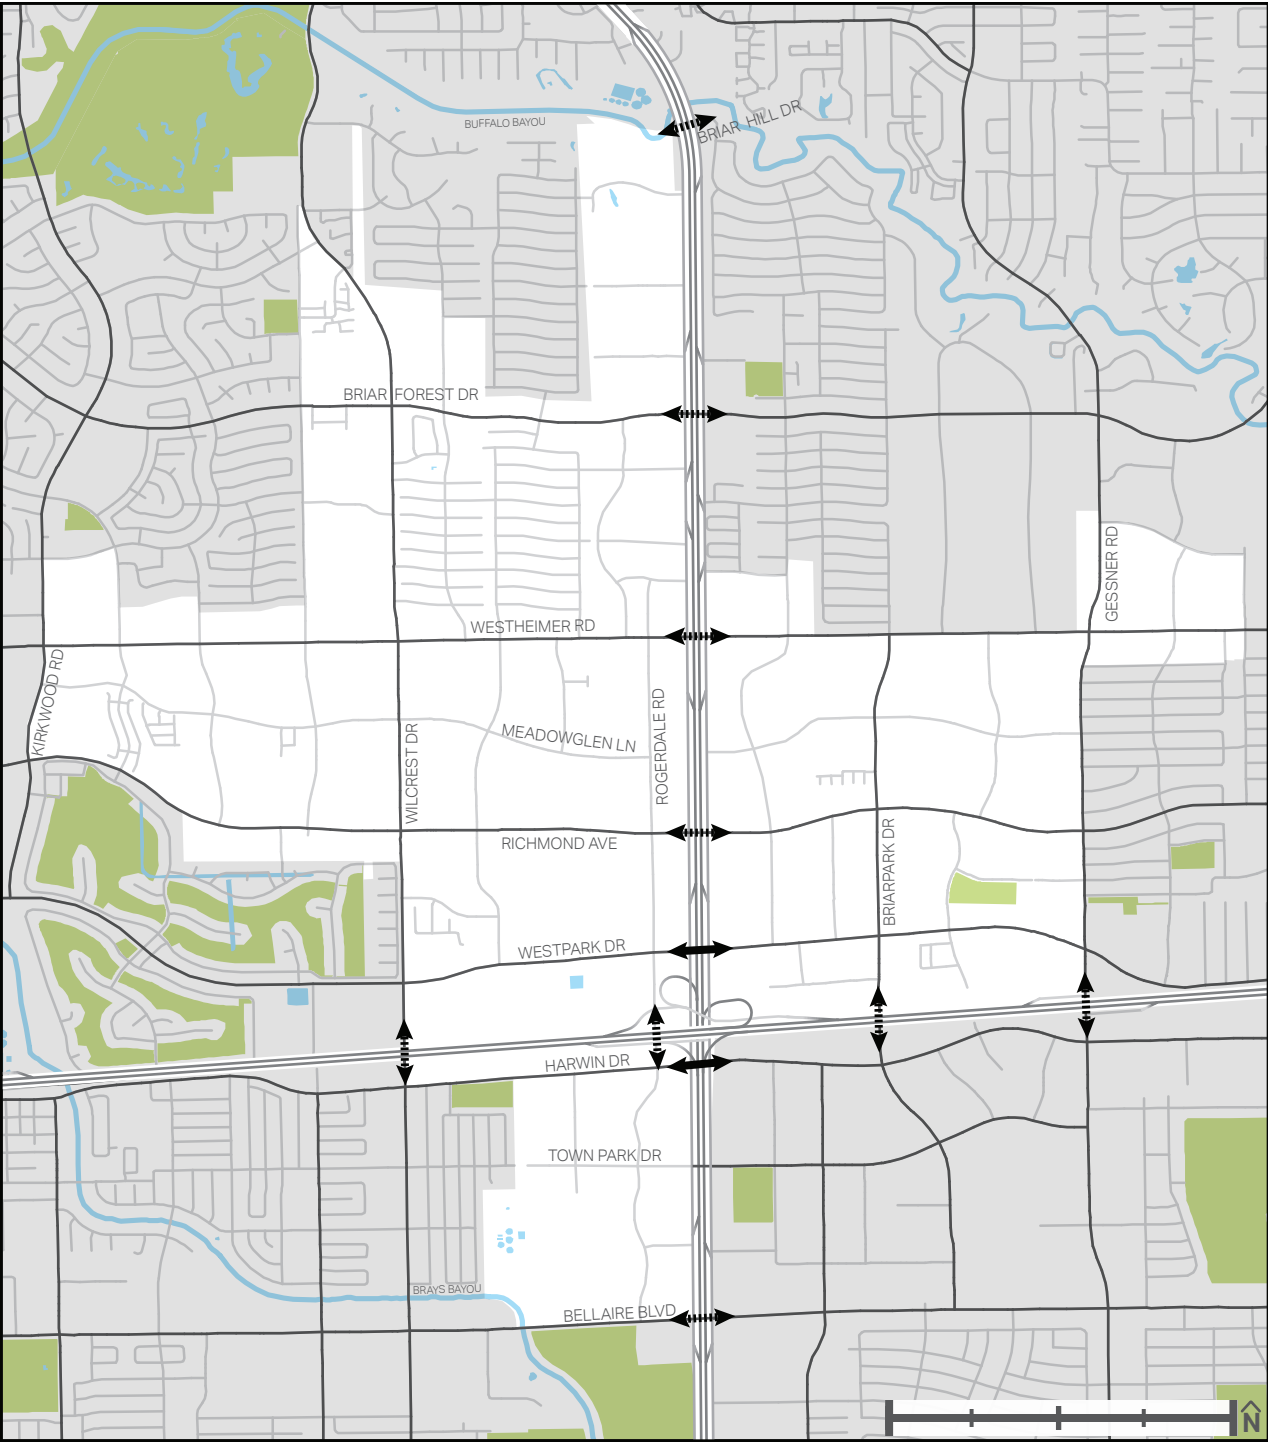 BUFFALO BAYOU
BRIAR HILL DR
BRIAR FOREST DR
GESSNER RD
WESTHEIMER RD
KIRKWOOD RD
ROGERDALE RD
MEADOWGLEN LN
WILCREST DR
RICHMOND AVE
BRIARPARK DR
WESTPARK DR
HARWIN DR
TOWN PARK DR
BRAYS BAYOU
BELLAIRE BLVD
N